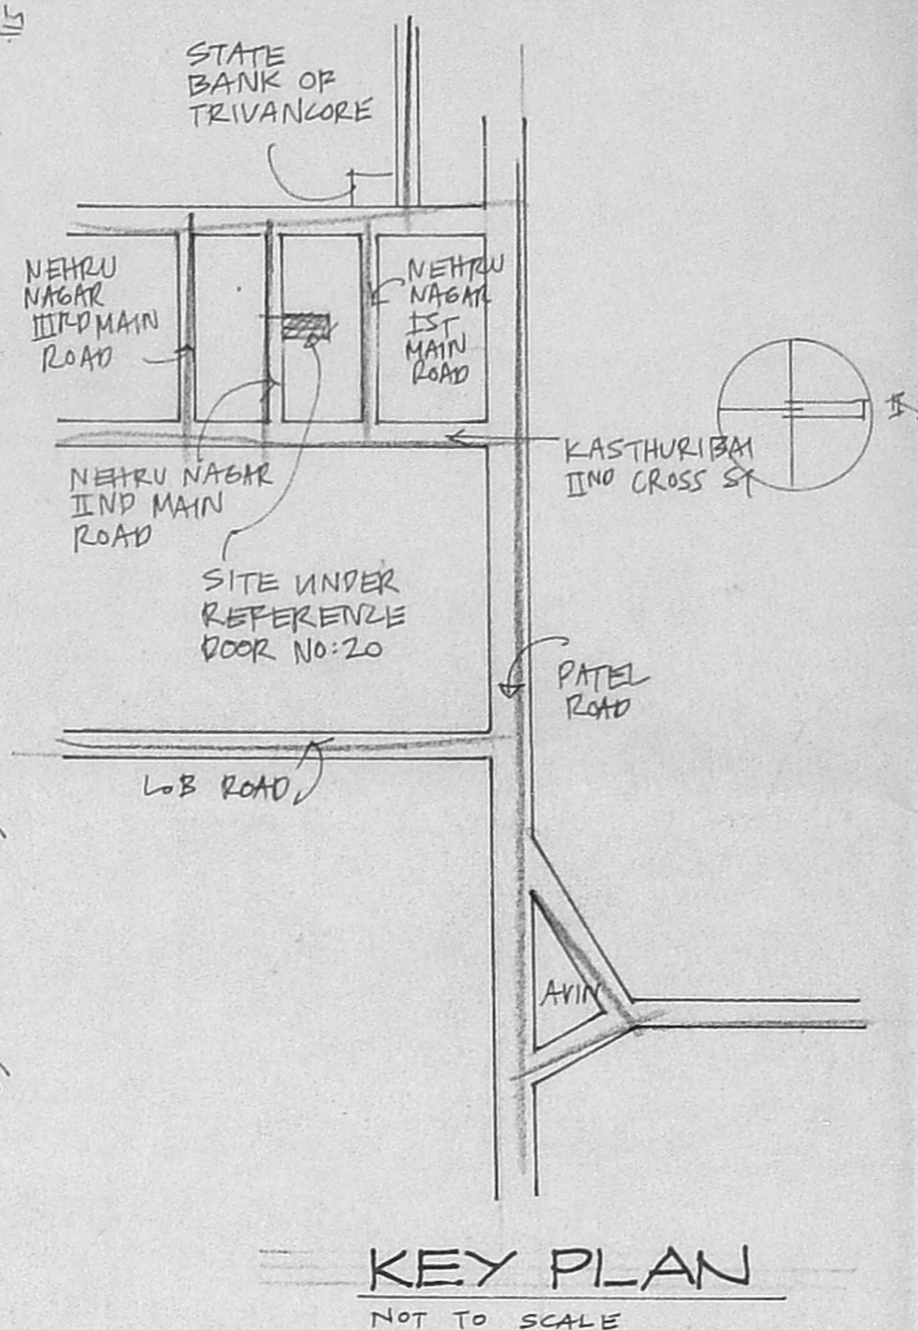 STATE
BANK OF
TRIVANCORE
NEHRU
NAGAR
IIIRD MAIN
ROAD
NEHRU
NAGAR
IST
MAIN
ROAD
KASTHURIBAI
IIND CROSS ST
N
NEHRU NAGAR
IIND MAIN
ROAD
SITE UNDER
REFERENCE
DOOR NO:20
PATEL
ROAD
LB ROAD
AVIN
KEY PLAN
NOT TO SCALE